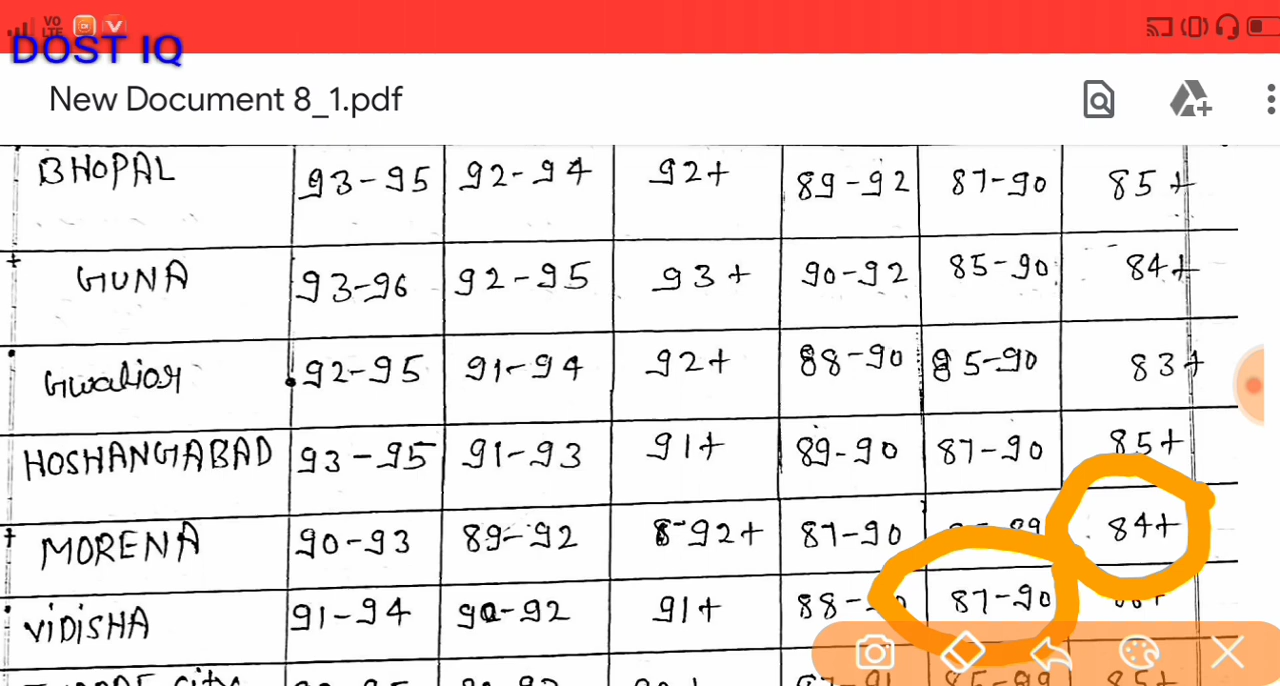 VO
LTE
DOST IQ
New Document 8_1.pdf
BHOPAL 93-95 92-94 92+ 89-92 87-90 85+
GUNA 93-96 92-95 93+ 90-92 85-90 84+
Gwalior 92-95 91-94 92+ 88-90 85-90 83+
HOSHANGABAD 93-95 91-93 91+ 89-90 87-90 85+
MORENA 90-93 89-92 92+ 87-90 84+
VIDISHA 91-94 90-92 91+ 87-90
85+